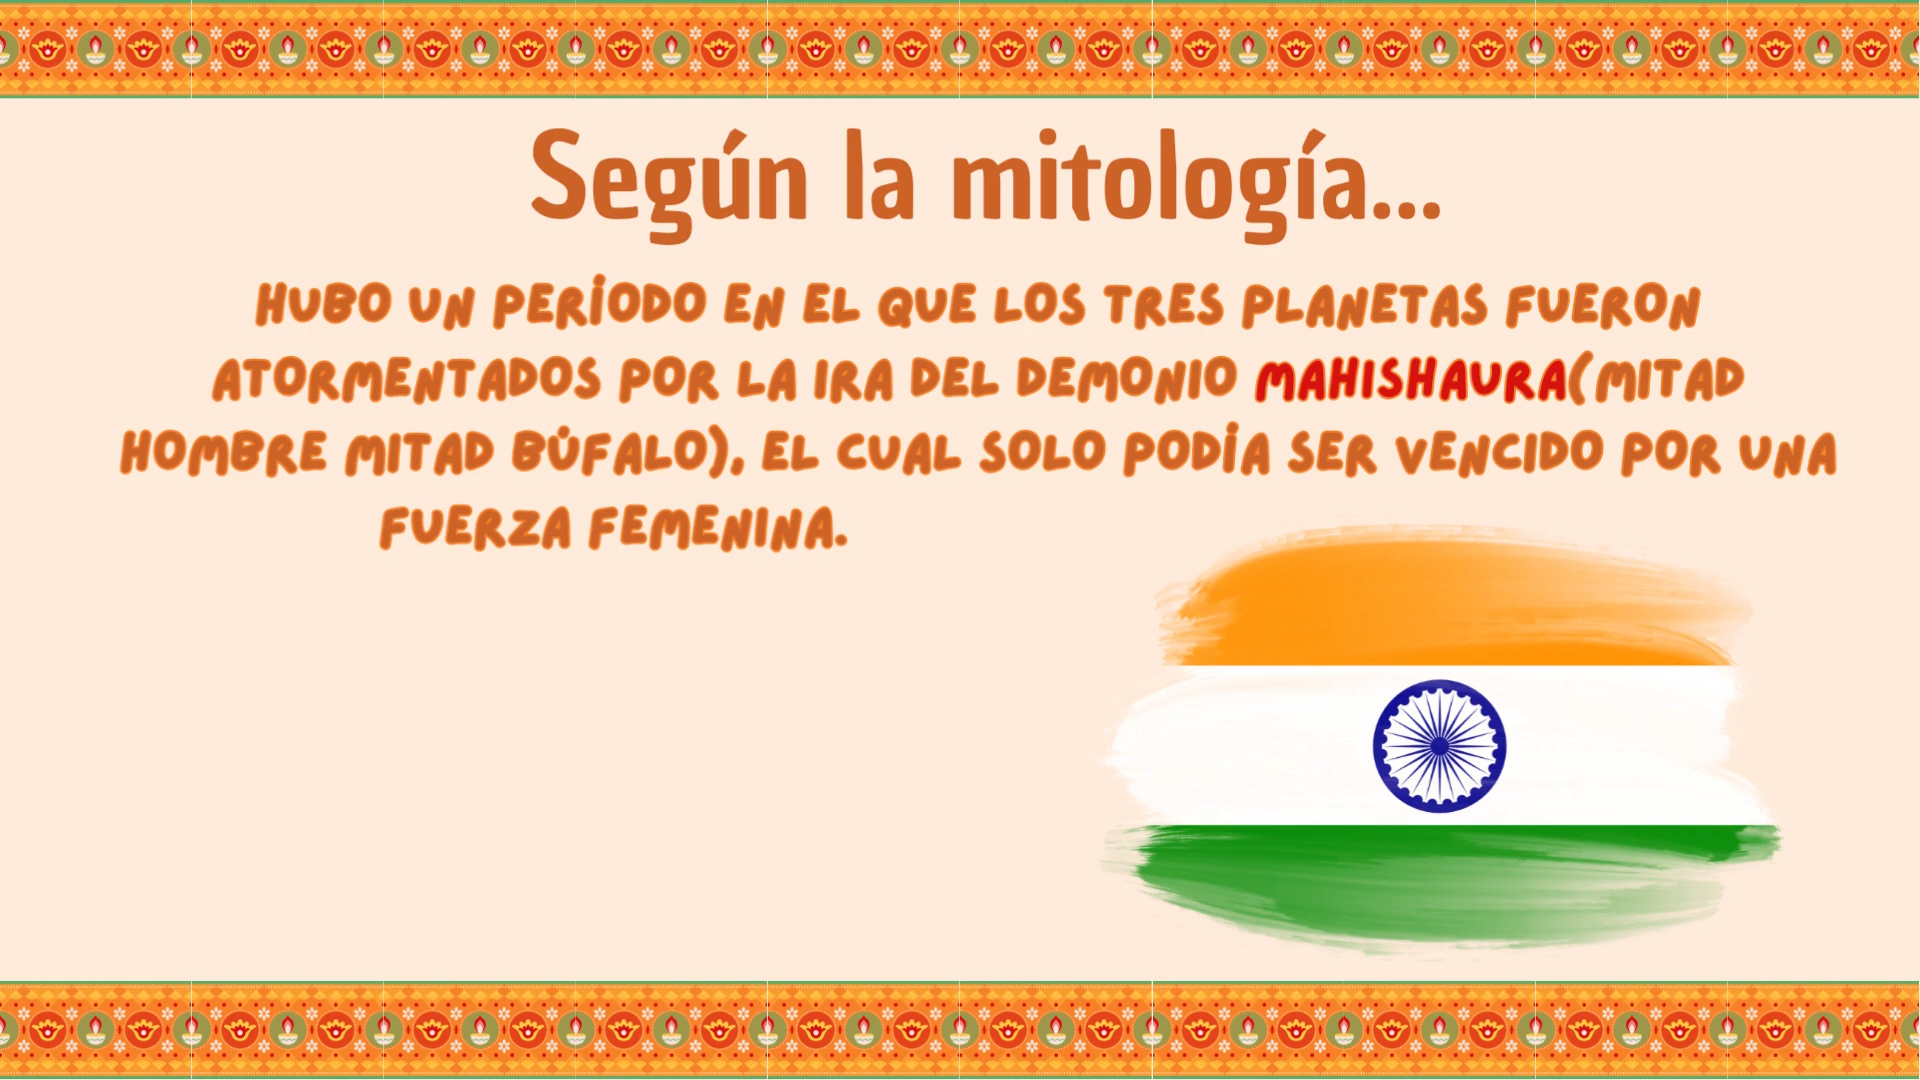 Según la mitología...
HUBO UN PERÍODO EN EL QUE LOS TRES PLANETAS FUERON
ATORMENTADOS POR LA IRA DEL DEMONIO MAHISHAURA(MITAD
HOMBRE MITAD BÚFALO), EL CUAL SOLO PODÍA SER VENCIDO POR UNA
FUERZA FEMENINA.